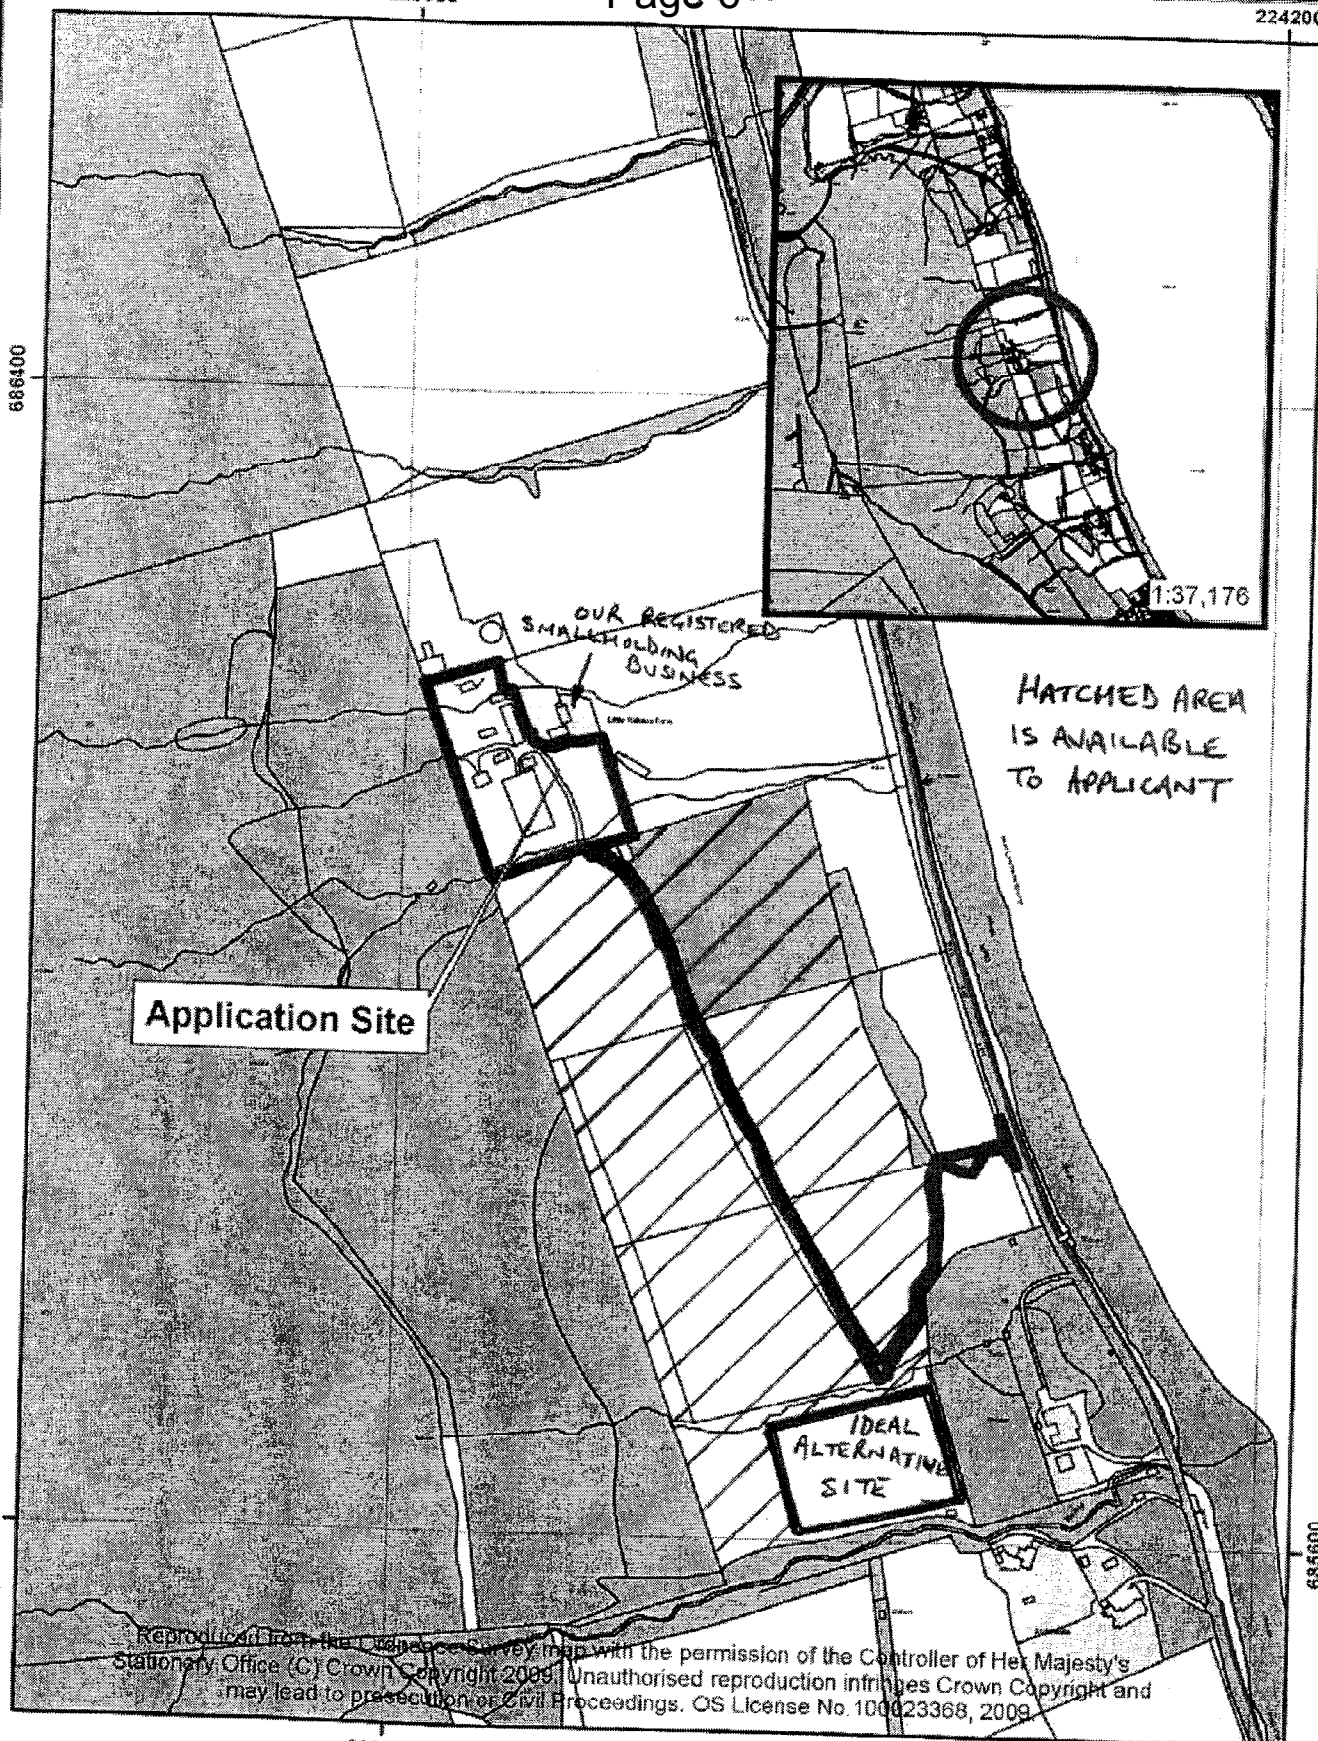 Page 6
224200
686400
1:37,176
OUR REGISTERED
SMALLHOLDING
BUSINESS
HATCHED AREA
IS AVAILABLE
TO APPLICANT
Application Site
IDEAL
ALTERNATIVE
SITE
685600
Reproduced from the Ordnance Survey map with the permission of the Controller of Her Majesty's
Stationary Office (C) Crown Copyright 2009. Unauthorised reproduction infringes Crown Copyright and
may lead to prosecution or Civil Proceedings. OS License No. 100023368, 2009.